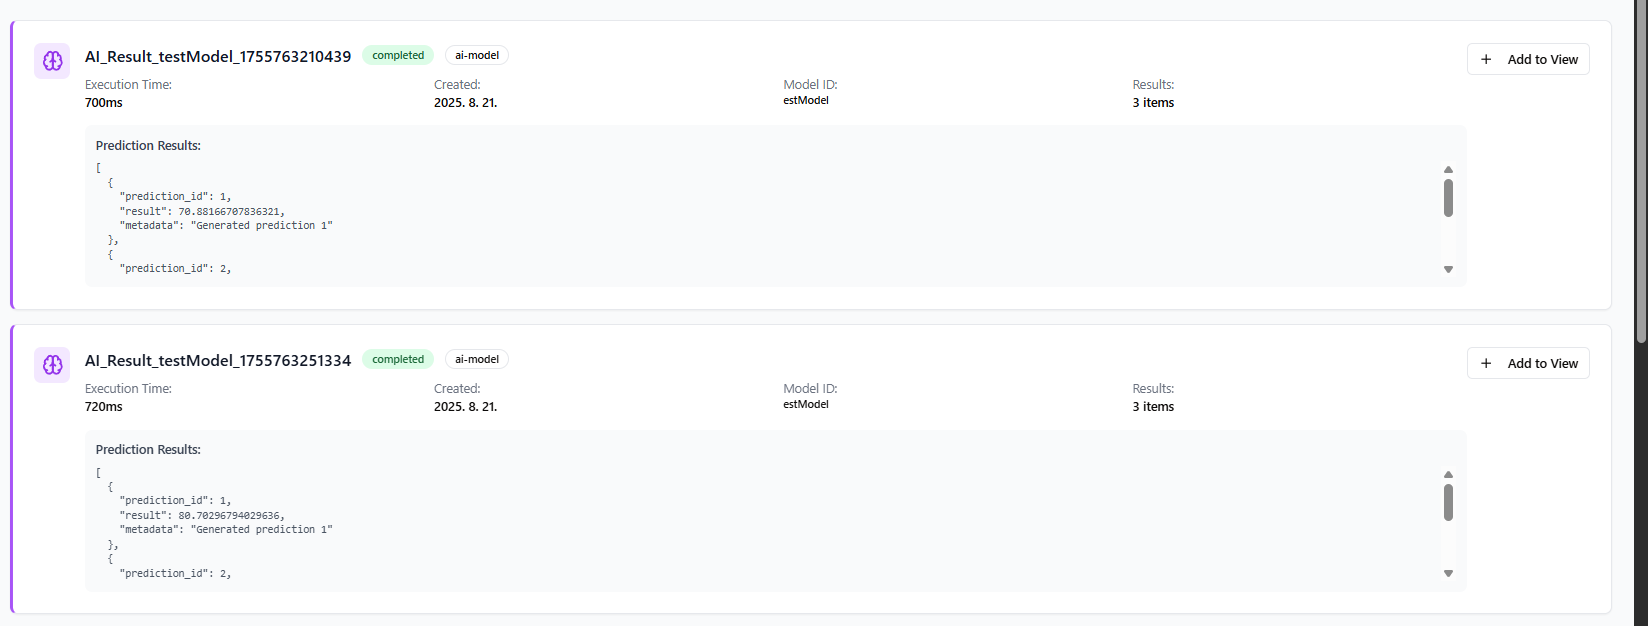 AI_Result_testModel_1755763210439 completed ai-model + Add to View
Execution Time: Created: Model ID: Results:
700ms 2025. 8. 21. estModel 3 items
Prediction Results:
[
  {
    "prediction_id": 1,
    "result": 70.88166707836321,
    "metadata": "Generated prediction 1"
  },
  {
    "prediction_id": 2,
AI_Result_testModel_1755763251334 completed ai-model + Add to View
Execution Time: Created: Model ID: Results:
720ms 2025. 8. 21. estModel 3 items
Prediction Results:
[
  {
    "prediction_id": 1,
    "result": 80.70296794029636,
    "metadata": "Generated prediction 1"
  },
  {
    "prediction_id": 2,